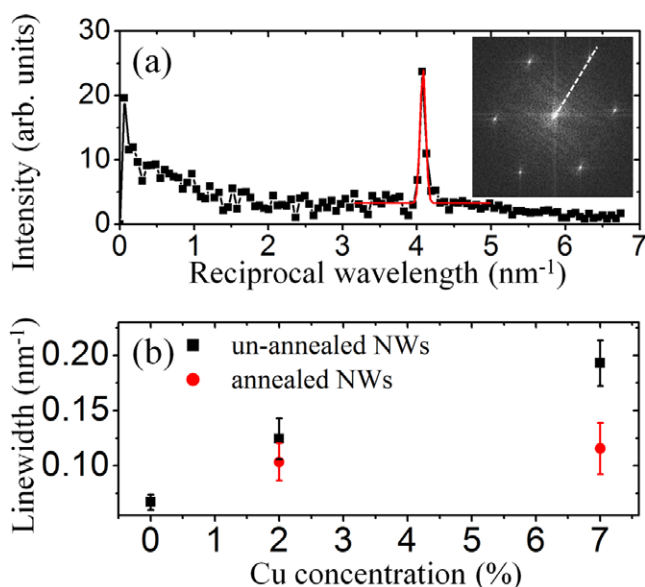 (a)
Intensity (arb. units)
30
20
10
0
0 1 2 3 4 5 6 7
Reciprocal wavelength (nm⁻¹)
(b)
un-annealed NWs
annealed NWs
Linewidth (nm⁻¹)
0.20
0.15
0.10
0 1 2 3 4 5 6 7
Cu concentration (%)